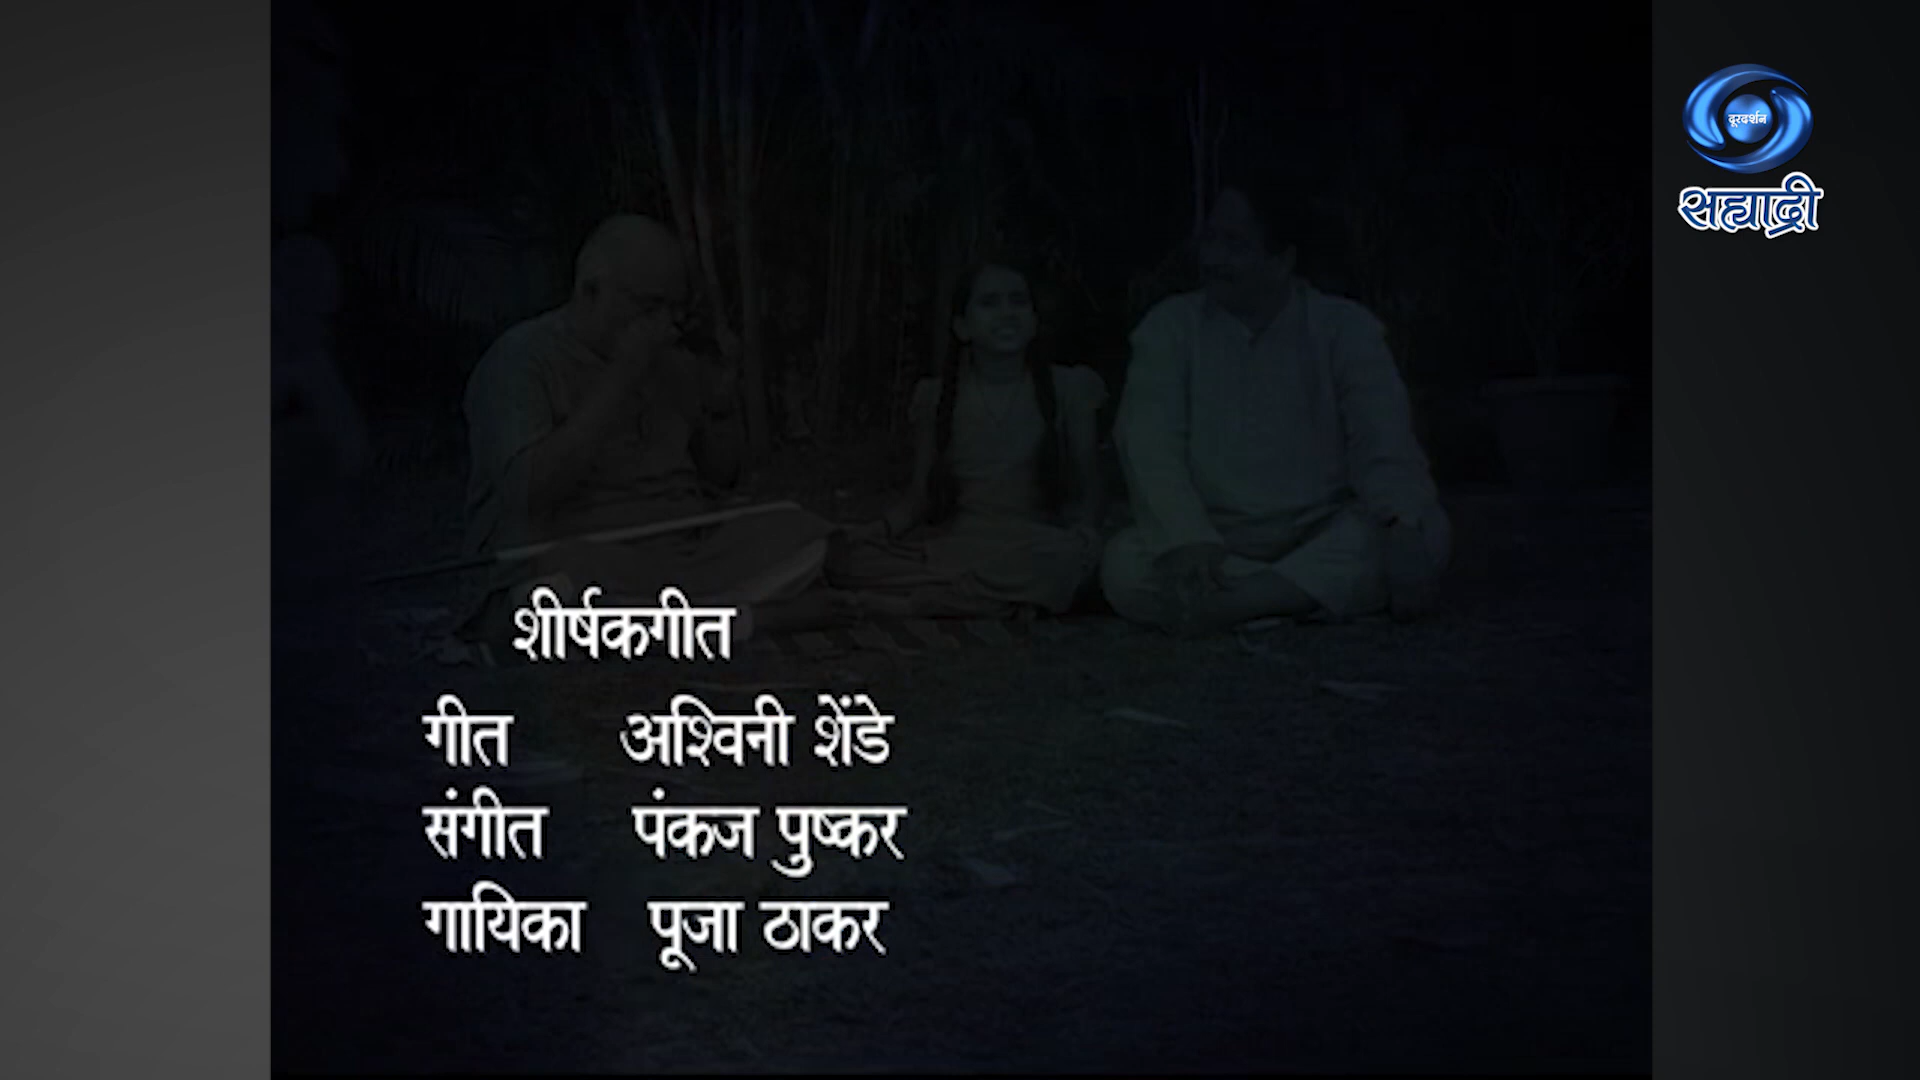 दूरदर्शन
सह्याद्री
शीर्षकगीत
गीत अश्विनी शेंडे
संगीत पंकज पुष्कर
गायिका पूजा ठाकर